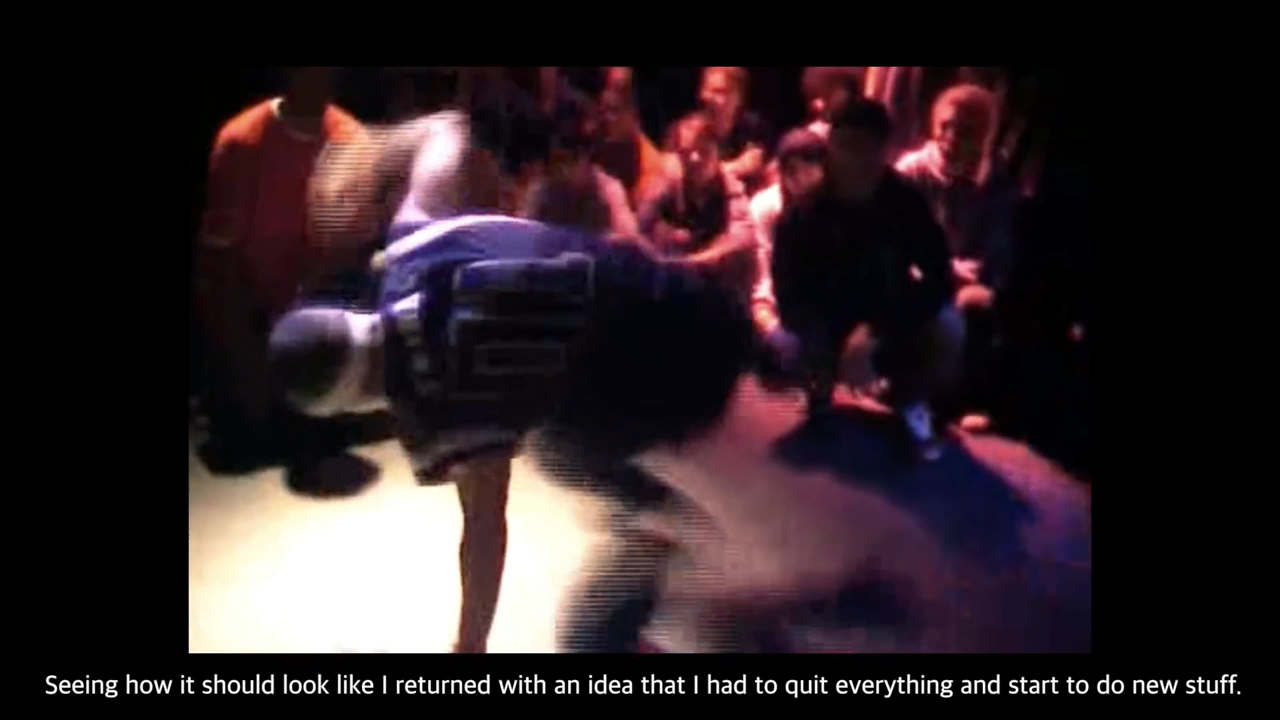 Seeing how it should look like I returned with an idea that I had to quit everything and start to do new stuff.